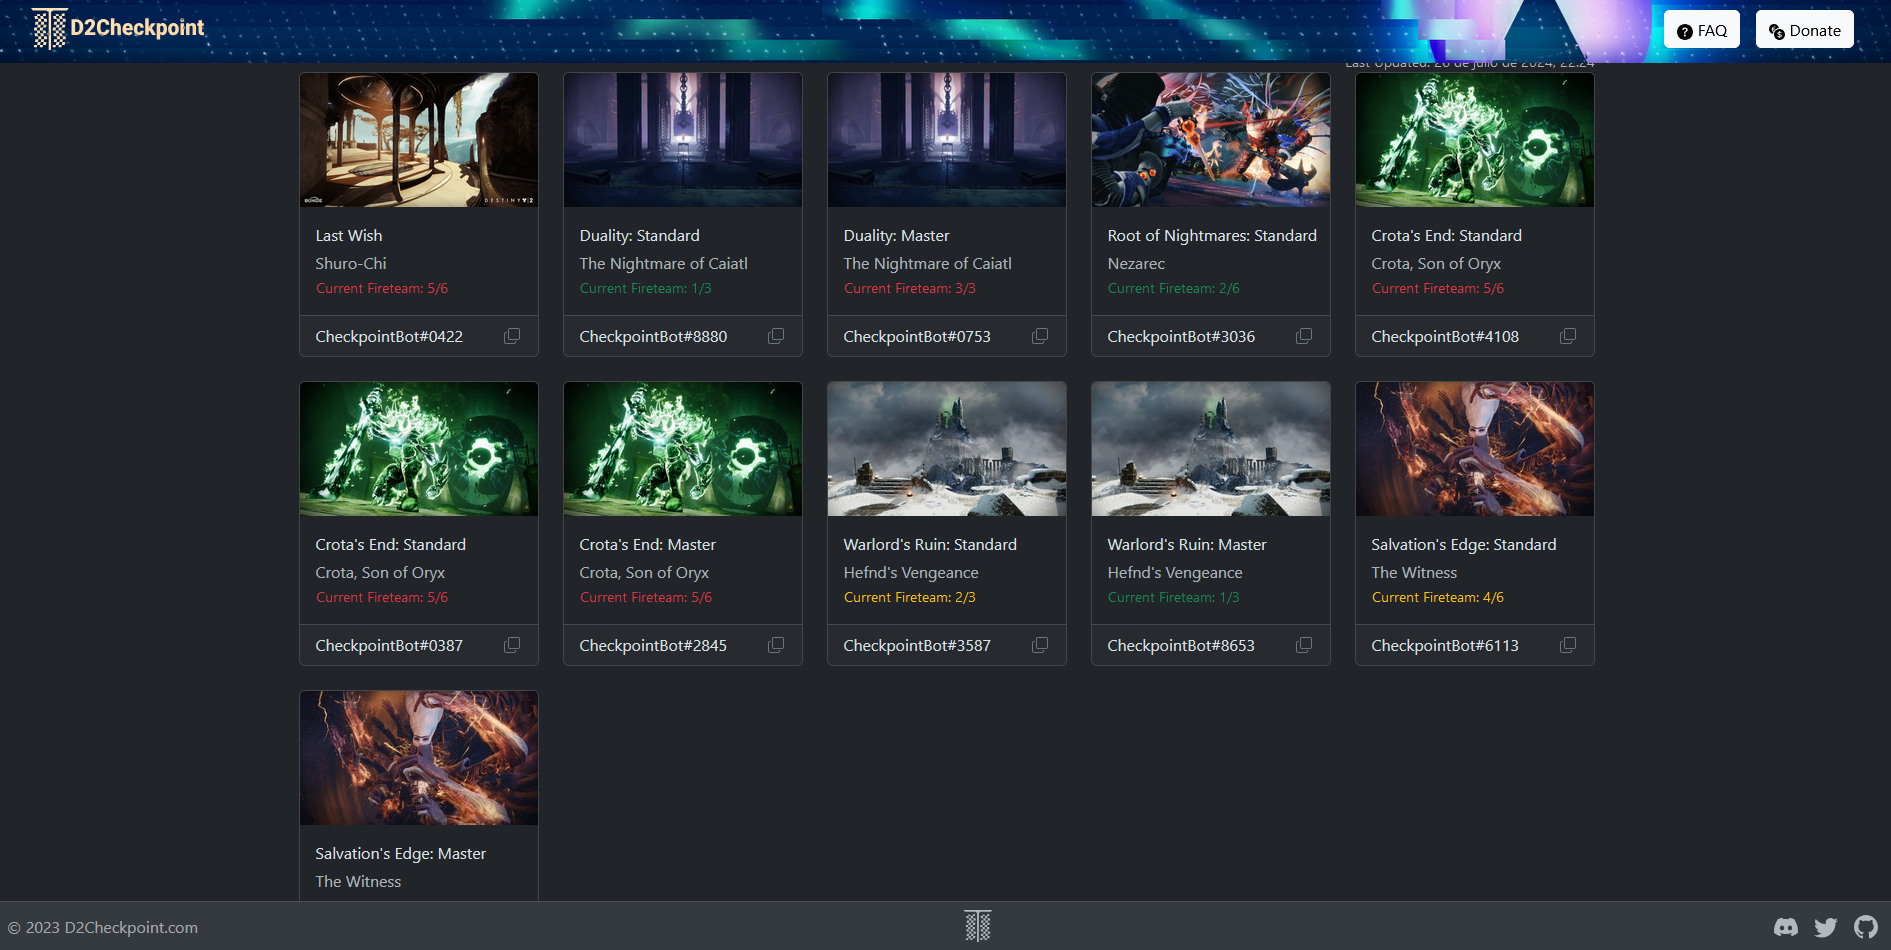 D2Checkpoint
FAQ
Donate
Last Updated: 26 de julio de 2024, 22:24
BUNGIE
DESTINY 2
Last Wish
Shuro-Chi
Current Fireteam: 5/6
CheckpointBot#0422
Duality: Standard
The Nightmare of Caiatl
Current Fireteam: 1/3
CheckpointBot#8880
Duality: Master
The Nightmare of Caiatl
Current Fireteam: 3/3
CheckpointBot#0753
Root of Nightmares: Standard
Nezarec
Current Fireteam: 2/6
CheckpointBot#3036
Crota's End: Standard
Crota, Son of Oryx
Current Fireteam: 5/6
CheckpointBot#4108
Crota's End: Standard
Crota, Son of Oryx
Current Fireteam: 5/6
CheckpointBot#0387
Crota's End: Master
Crota, Son of Oryx
Current Fireteam: 5/6
CheckpointBot#2845
Warlord's Ruin: Standard
Hefnd's Vengeance
Current Fireteam: 2/3
CheckpointBot#3587
Warlord's Ruin: Master
Hefnd's Vengeance
Current Fireteam: 1/3
CheckpointBot#8653
Salvation's Edge: Standard
The Witness
Current Fireteam: 4/6
CheckpointBot#6113
Salvation's Edge: Master
The Witness
© 2023 D2Checkpoint.com